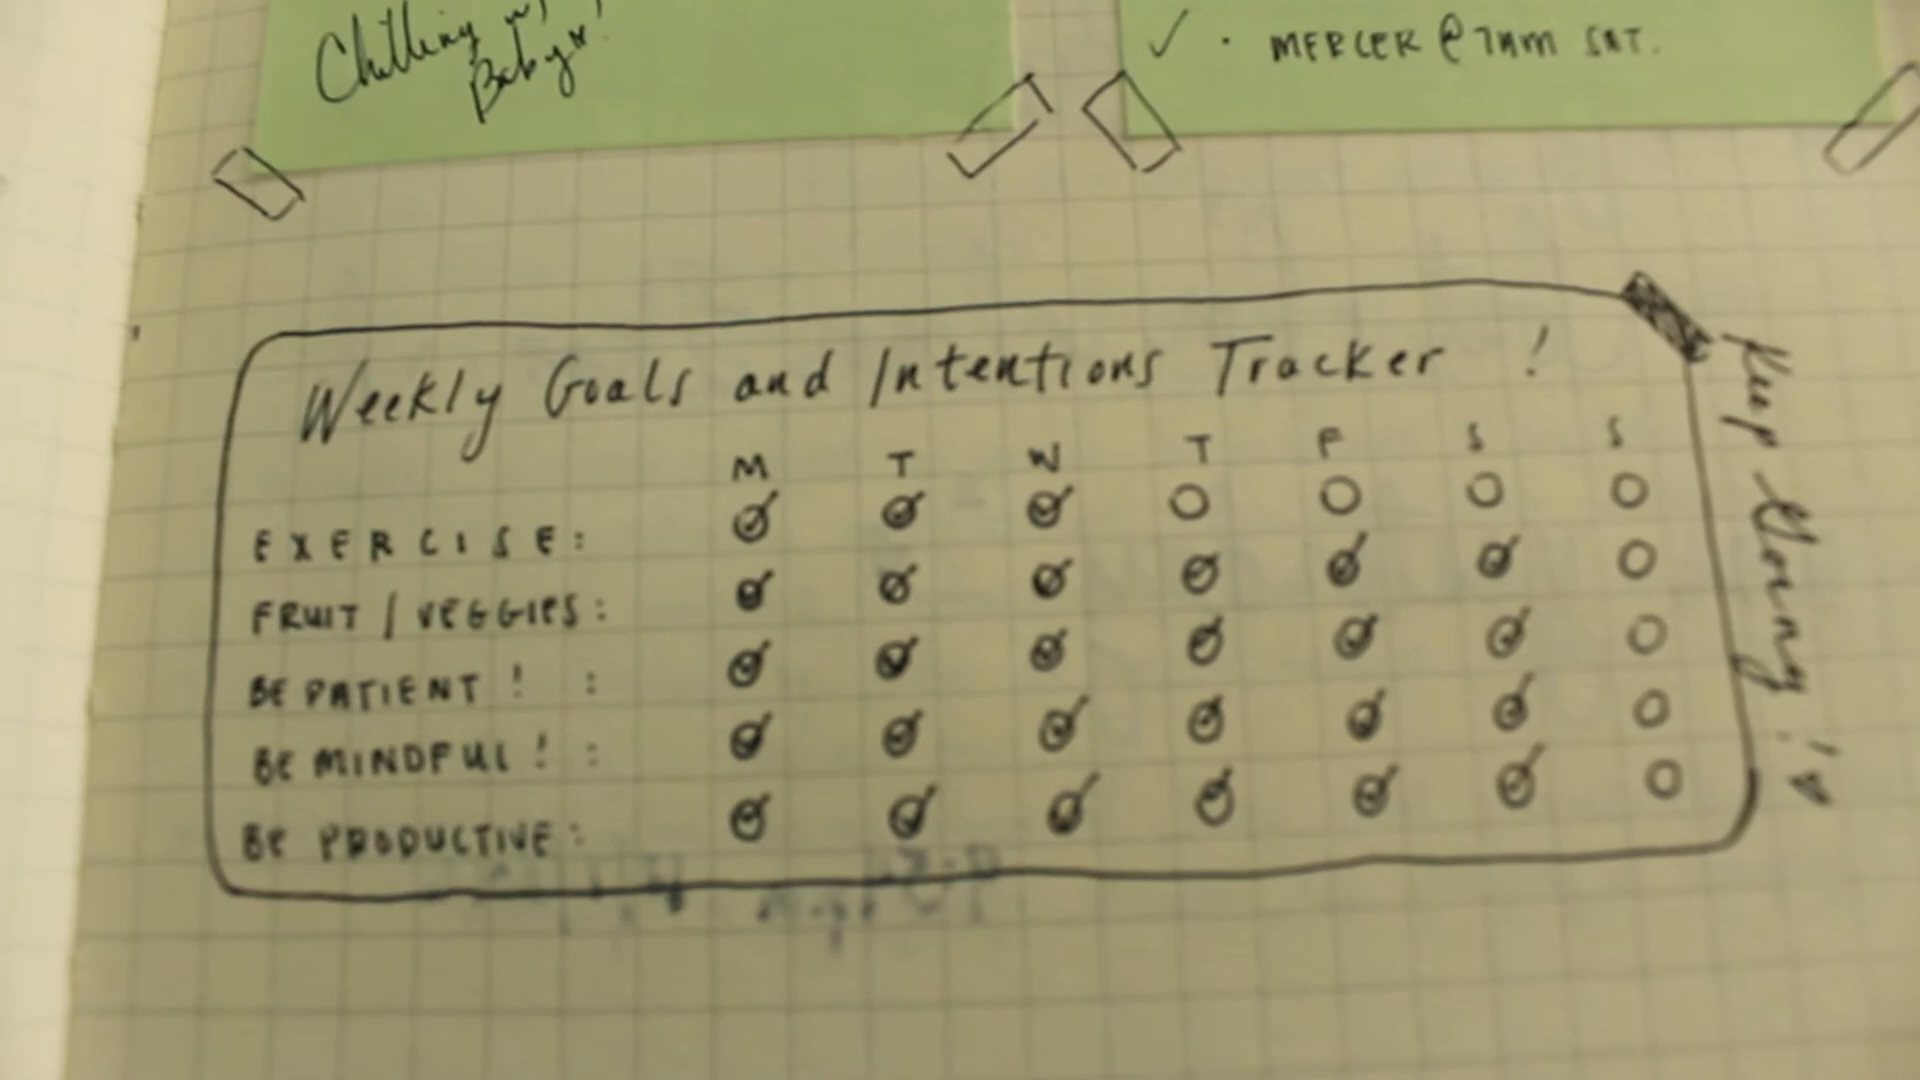 Chilling w/
Baby!
✓ · MERCER @ 7AM SAT.
Weekly Goals and Intentions Tracker !
M T W T F S S
EXERCISE:
FRUIT / VEGGIES:
BE PATIENT ! :
BE MINDFUL ! :
BE PRODUCTIVE:
Keep Going!